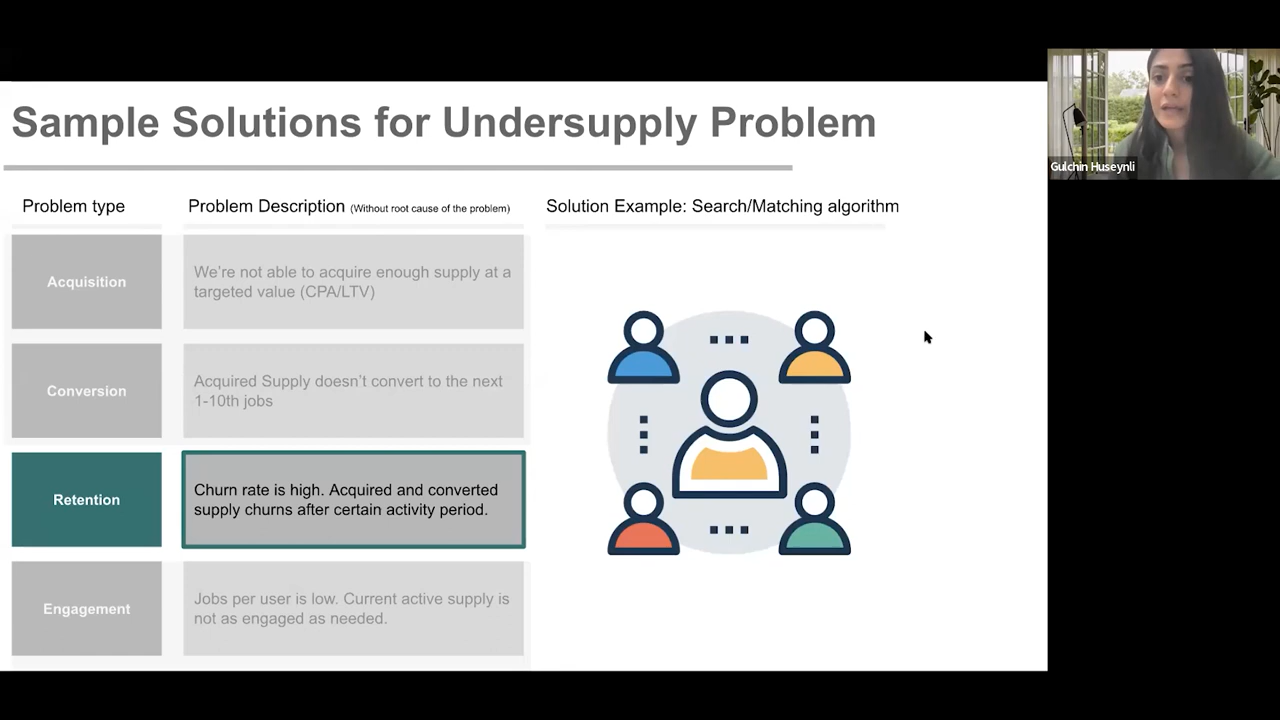 Sample Solutions for Undersupply Problem
Gulchin Huseynli
Problem type
Problem Description (Without root cause of the problem)
Solution Example: Search/Matching algorithm
Acquisition
We’re not able to acquire enough supply at a
targeted value (CPA/LTV)
Conversion
Acquired Supply doesn’t convert to the next
1-10th jobs
Retention
Churn rate is high. Acquired and converted
supply churns after certain activity period.
Engagement
Jobs per user is low. Current active supply is
not as engaged as needed.